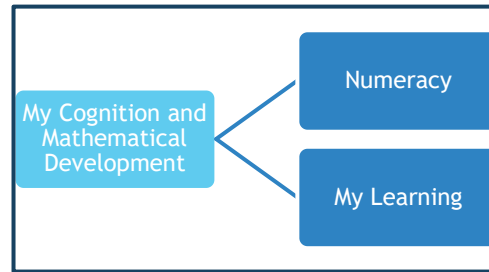 My Cognition and
Mathematical
Development
Numeracy
My Learning